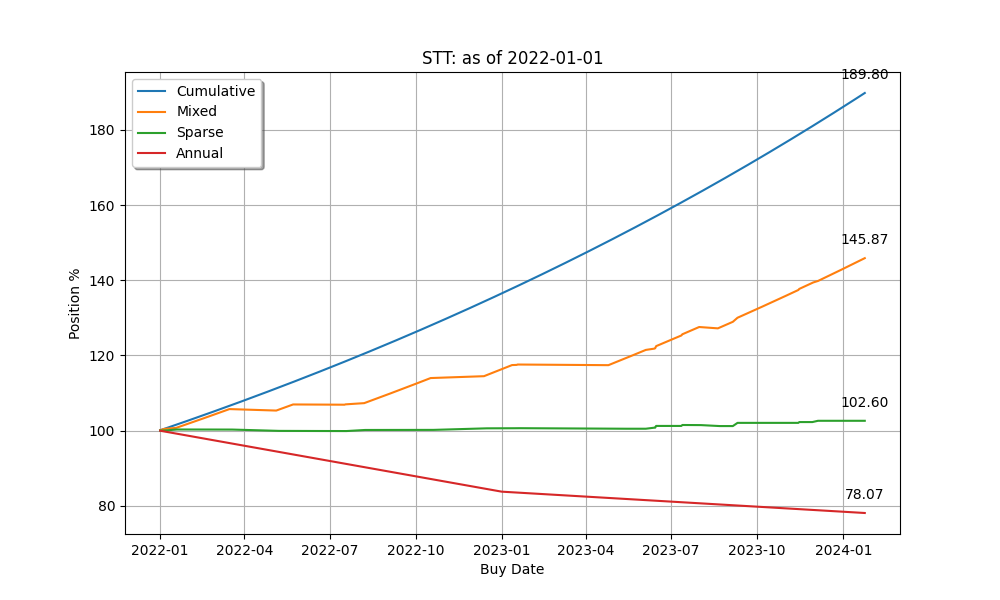 STT: as of 2022-01-01
Cumulative
Mixed
Sparse
Annual
189.80
145.87
102.60
78.07
Position %
180
160
140
120
100
80
2022-01 2022-04 2022-07 2022-10 2023-01 2023-04 2023-07 2023-10 2024-01
Buy Date